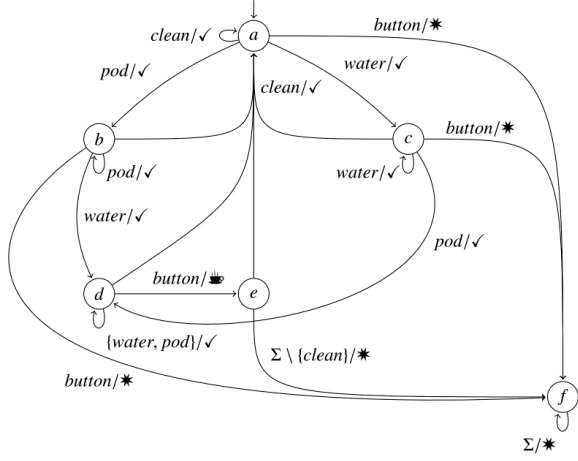 button/✷
clean/✓
a
water/✓
pod/✓
clean/✓
button/✷
b
c
pod/✓
water/✓
water/✓
pod/✓
button/☕
d
e
{water, pod}/✓
Σ \ {clean}/✷
button/✷
f
Σ/✷